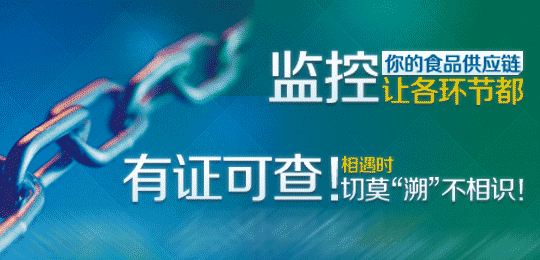 监控
你的食品供应链
让各环节都
有证可查!
相遇时
切莫“溯”不相识!